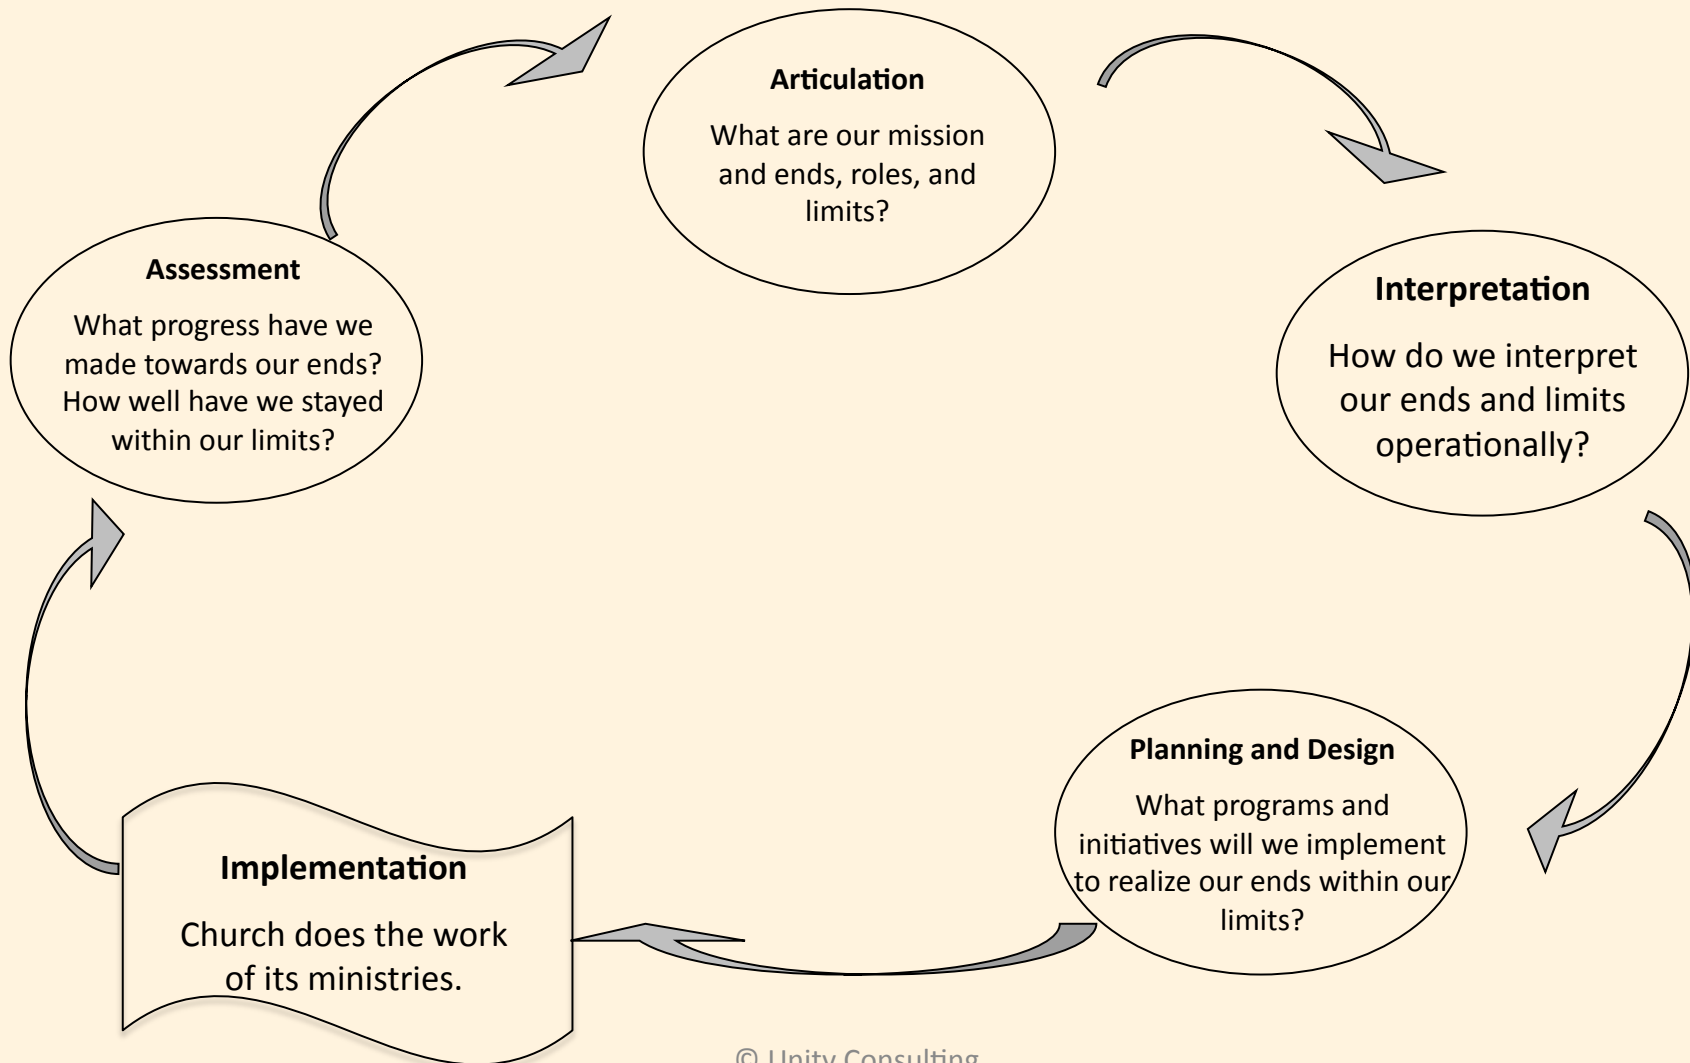 Articulation
What are our mission
and ends, roles, and
limits?
Interpretation
How do we interpret
our ends and limits
operationally?
Planning and Design
What programs and
initiatives will we implement
to realize our ends within our
limits?
Implementation
Church does the work
of its ministries.
Assessment
What progress have we
made towards our ends?
How well have we stayed
within our limits?
© Unity Consulting